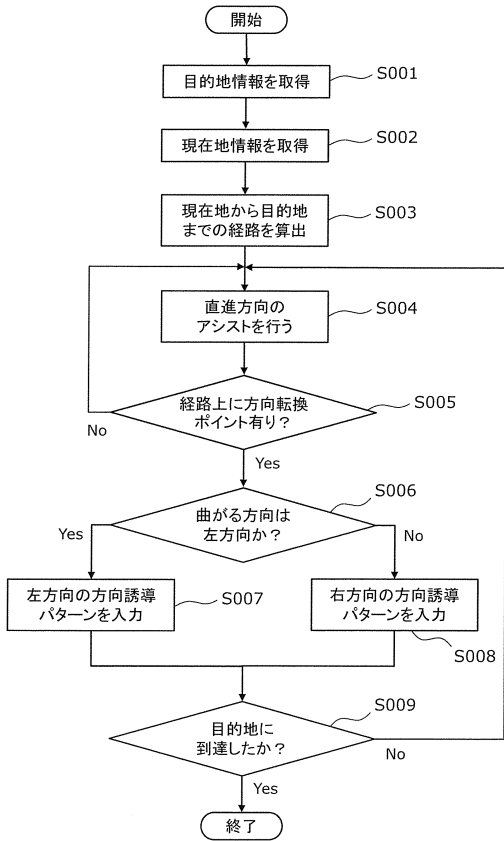 開始
目的地情報を取得
S001
現在地情報を取得
S002
現在地から目的地
までの経路を算出
S003
直進方向の
アシストを行う
S004
経路上に方向転換
ポイント有り？
S005
No
Yes
曲がる方向は
左方向か？
S006
Yes
No
左方向の方向誘導
パターンを入力
S007
右方向の方向誘導
パターンを入力
S008
目的地に
到達したか？
S009
No
Yes
終了